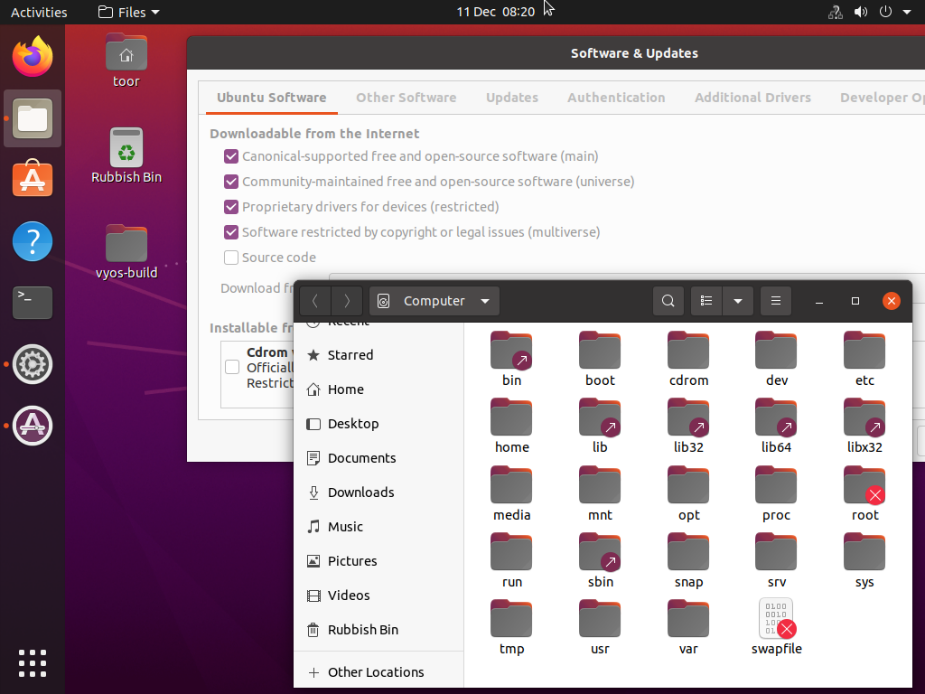 Activities
Files
11 Dec 08:20
toor
Rubbish Bin
vyos-build
Software & Updates
Ubuntu Software
Other Software
Updates
Authentication
Additional Drivers
Developer Op
Downloadable from the Internet
Canonical-supported free and open-source software (main)
Community-maintained free and open-source software (universe)
Proprietary drivers for devices (restricted)
Software restricted by copyright or legal issues (multiverse)
Source code
Download fr
Installable fr
Cdrom
Officiall
Restrict
Computer
Recent
Starred
Home
Desktop
Documents
Downloads
Music
Pictures
Videos
Rubbish Bin
Other Locations
bin
boot
cdrom
dev
etc
home
lib
lib32
lib64
libx32
media
mnt
opt
proc
root
run
sbin
snap
srv
sys
tmp
usr
var
swapfile